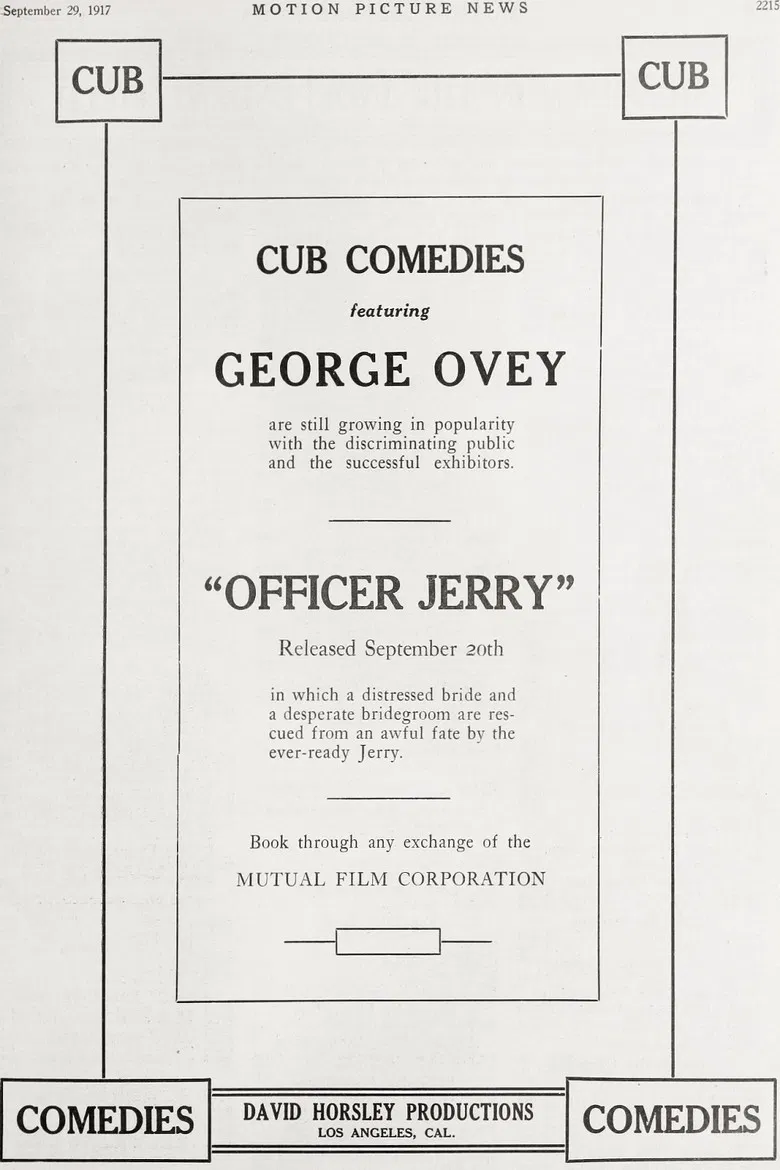 September 29, 1917
MOTION PICTURE NEWS
2215
CUB
CUB
CUB COMEDIES
featuring
GEORGE OVEY
are still growing in popularity
with the discriminating public
and the successful exhibitors.
“OFFICER JERRY”
Released September 20th
in which a distressed bride and
a desperate bridegroom are res-
cued from an awful fate by the
ever-ready Jerry.
Book through any exchange of the
MUTUAL FILM CORPORATION
COMEDIES
DAVID HORSLEY PRODUCTIONS
LOS ANGELES, CAL.
COMEDIES